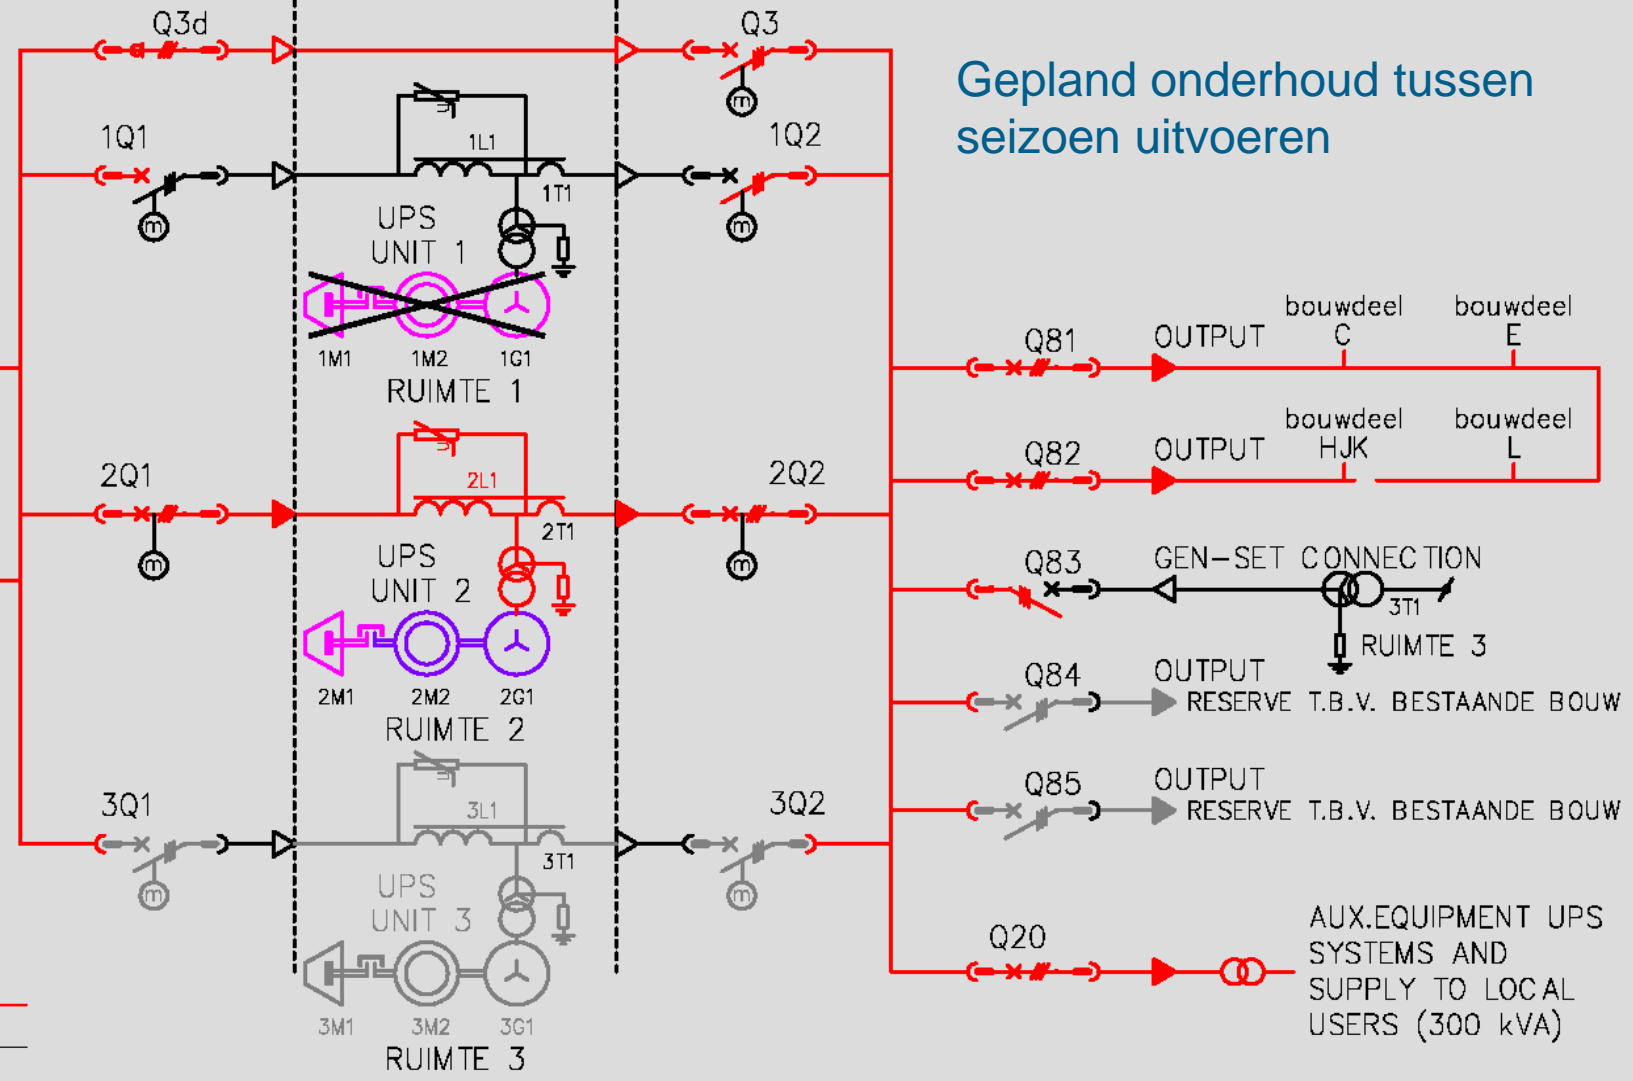 Q3d
Q3
Gepland onderhoud tussen
seizoen uitvoeren
1Q1
1L1
1Q2
1T1
m
m
m
UPS
UNIT 1
1M1
1M2
1G1
RUIMTE 1
2Q1
2L1
2Q2
2T1
m
m
UPS
UNIT 2
2M1
2M2
2G1
RUIMTE 2
3Q1
3L1
3Q2
3T1
m
m
UPS
UNIT 3
3M1
3M2
3G1
RUIMTE 3
bouwdeel
C
bouwdeel
E
Q81
OUTPUT
bouwdeel
HJK
bouwdeel
L
Q82
OUTPUT
Q83
GEN-SET CONNECTION
3T1
RUIMTE 3
Q84
OUTPUT
RESERVE T.B.V. BESTAANDE BOUW
Q85
OUTPUT
RESERVE T.B.V. BESTAANDE BOUW
Q20
AUX.EQUIPMENT UPS
SYSTEMS AND
SUPPLY TO LOCAL
USERS (300 kVA)